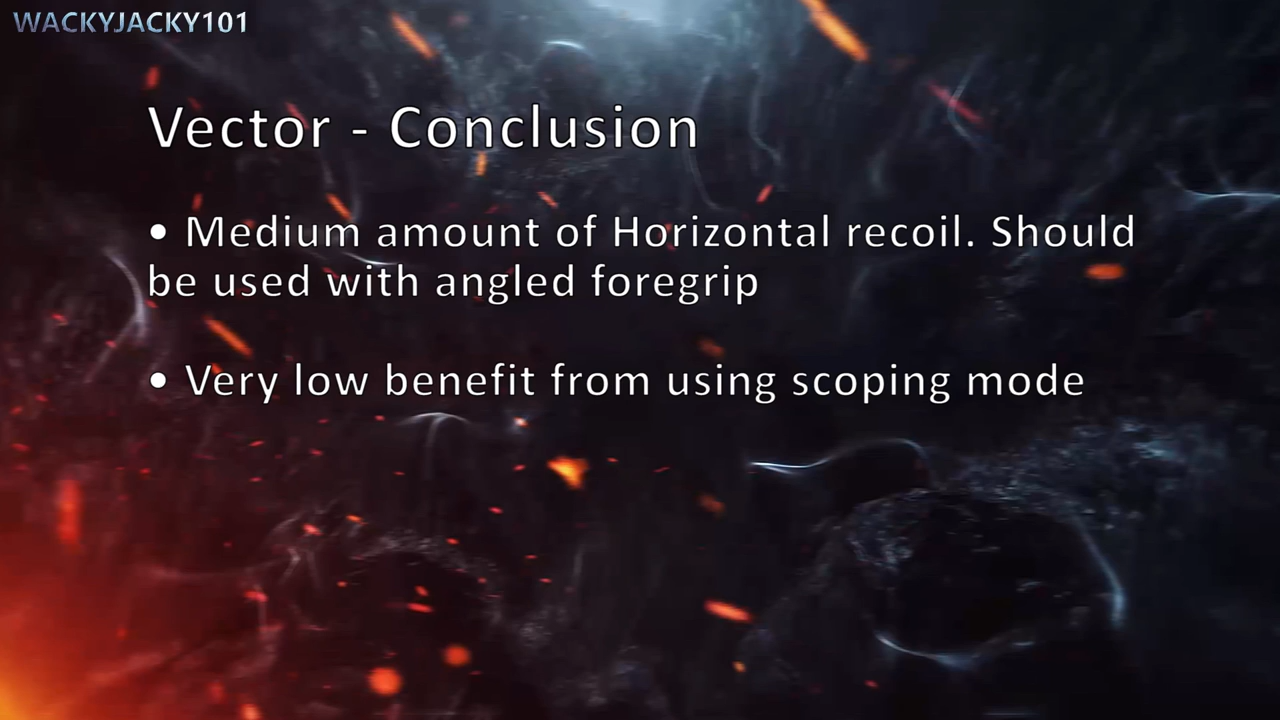 WACKYJACKY101
Vector - Conclusion
• Medium amount of Horizontal recoil. Should
be used with angled foregrip
• Very low benefit from using scoping mode